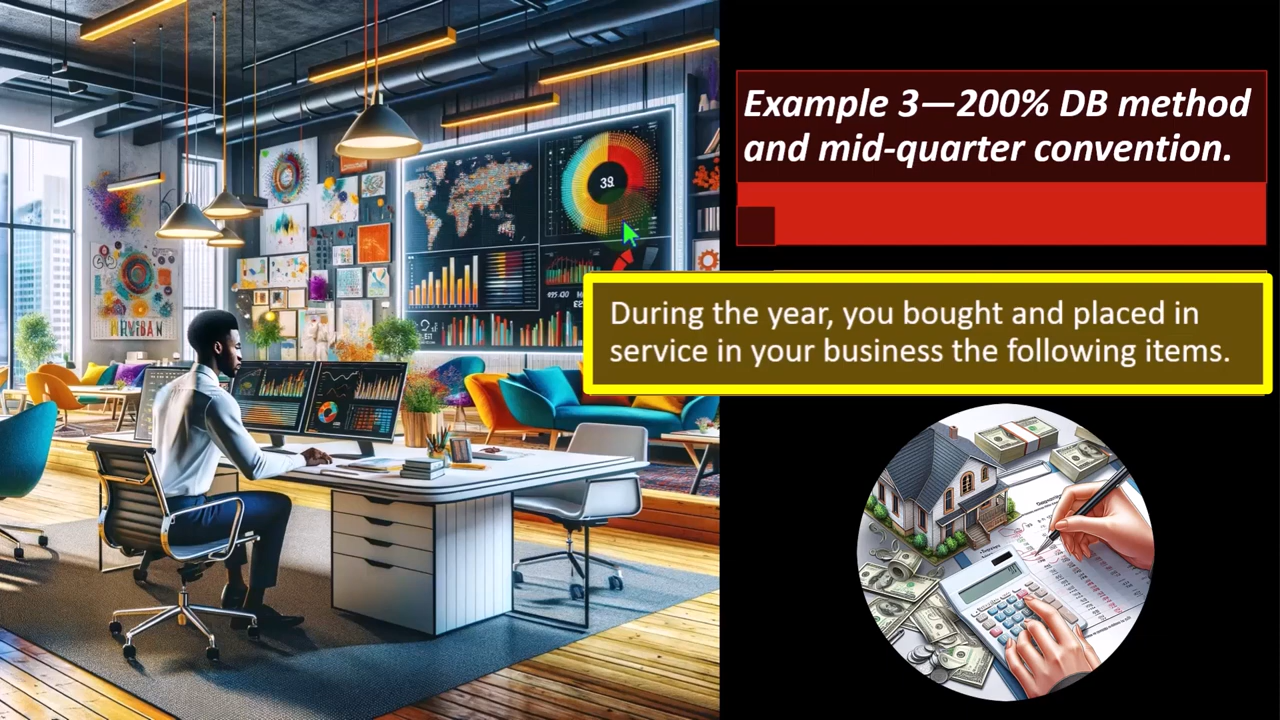 Example 3—200% DB method
and mid-quarter convention.
During the year, you bought and placed in
service in your business the following items.
39